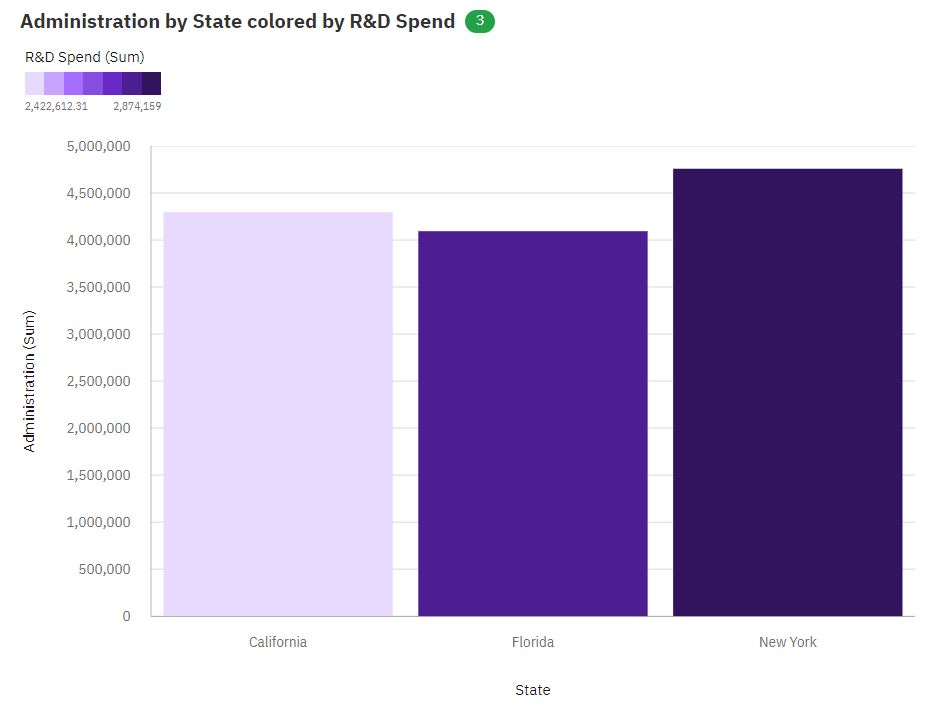 Administration by State colored by R&D Spend 3
R&D Spend (Sum)
2,422,612.31 2,874,159
5,000,000
4,500,000
4,000,000
3,500,000
3,000,000
2,500,000
2,000,000
1,500,000
1,000,000
500,000
0
Administration (Sum)
California Florida New York
State